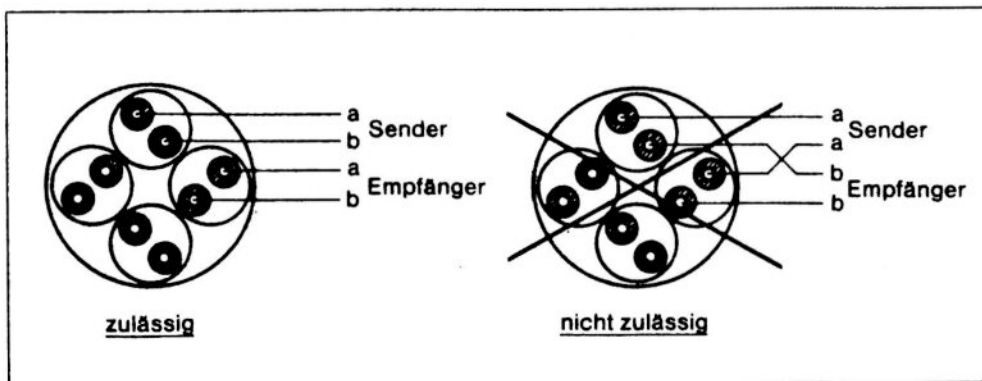 a
b
Sender
a
b
Empfänger
zulässig
a
a
Sender
b
b
Empfänger
nicht zulässig